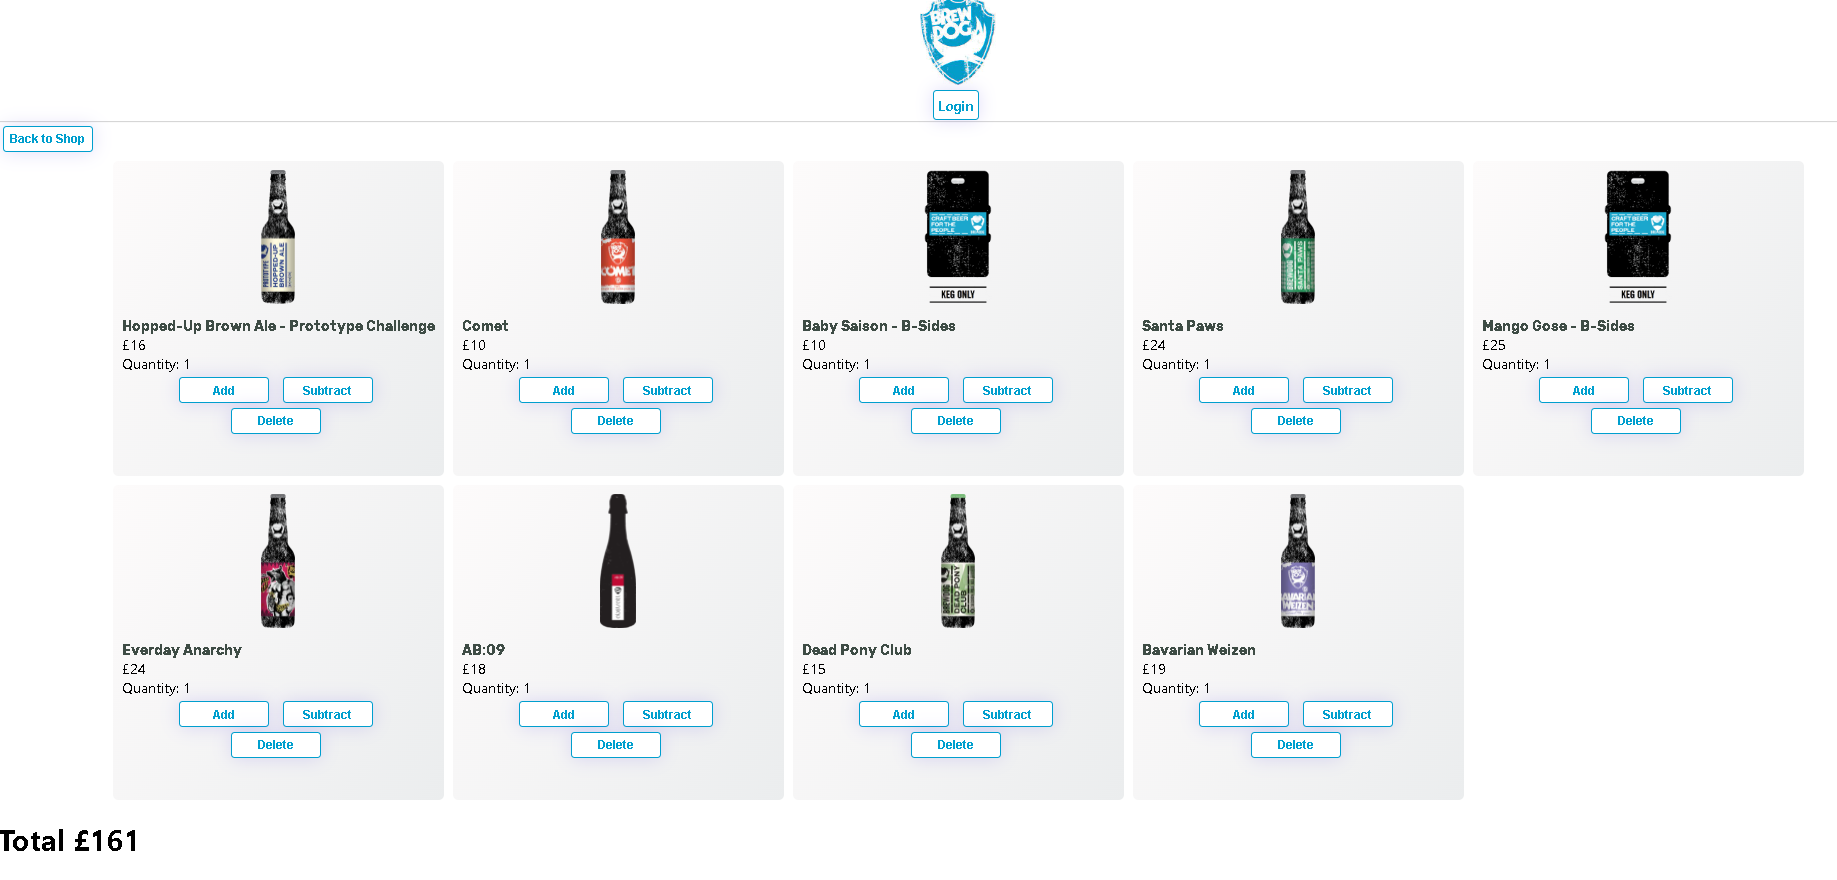 BREW
DOG
Login
Back to Shop
PROTOTYPE
HOPPED-UP
BROWN ALE
COMET
CRAFT BEER
FOR THE
PEOPLE
KEG ONLY
BREWDOG
SANTA PAWS
CRAFT BEER
FOR THE
PEOPLE
KEG ONLY
Hopped-Up Brown Ale - Prototype Challenge
£16
Quantity: 1
Add
Subtract
Delete
Comet
£10
Quantity: 1
Add
Subtract
Delete
Baby Saison - B-Sides
£10
Quantity: 1
Add
Subtract
Delete
Santa Paws
£24
Quantity: 1
Add
Subtract
Delete
Mango Gose - B-Sides
£25
Quantity: 1
Add
Subtract
Delete
BREWDOG
DEAD PONY
CLUB
AVARIA
WEIZEN
Everday Anarchy
£24
Quantity: 1
Add
Subtract
Delete
AB:09
£18
Quantity: 1
Add
Subtract
Delete
Dead Pony Club
£15
Quantity: 1
Add
Subtract
Delete
Bavarian Weizen
£19
Quantity: 1
Add
Subtract
Delete
Total £161